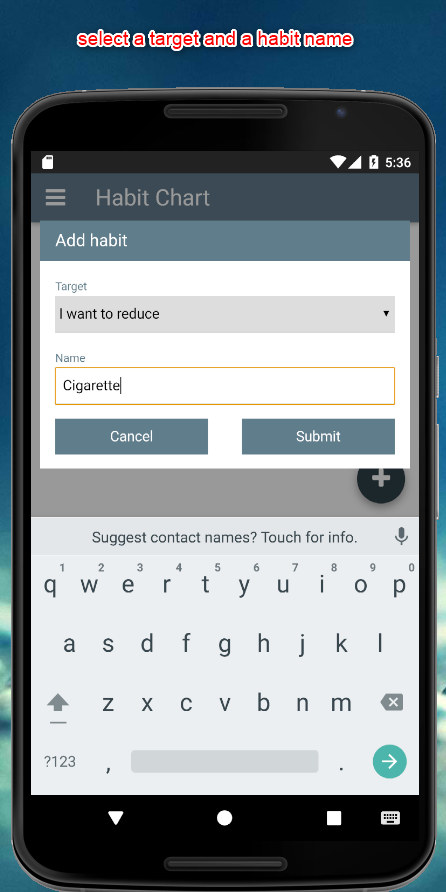 select a target and a habit name
5:36
Habit Chart
Add habit
Target
I want to reduce
Name
Cigarette
Cancel Submit
+
Suggest contact names? Touch for info.
1 2 3 4 5 6 7 8 9 0
q w e r t y u i o p
a s d f g h j k l
z x c v b n m
?123 , .